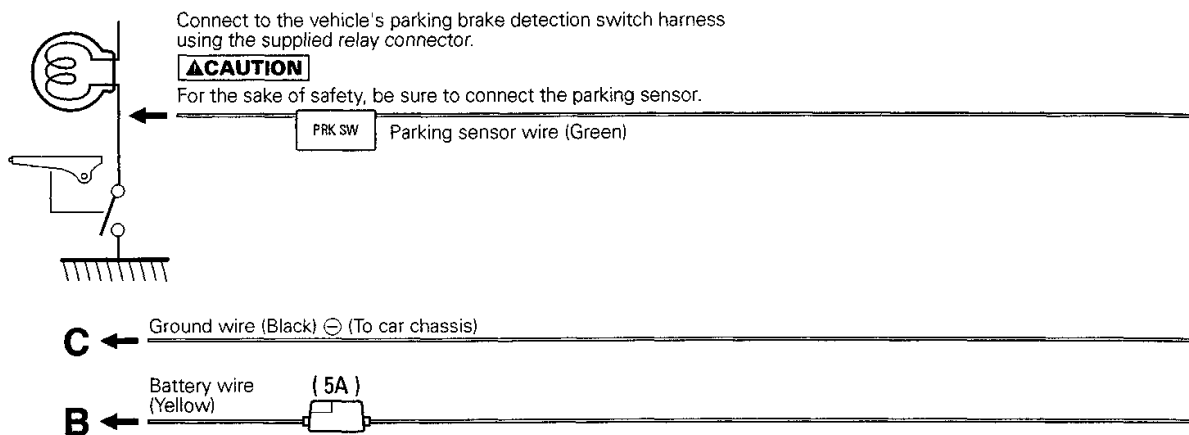 Connect to the vehicle's parking brake detection switch harness
using the supplied relay connector.
⚠CAUTION
For the sake of safety, be sure to connect the parking sensor.
PRK SW
Parking sensor wire (Green)
C
Ground wire (Black) ⊖ (To car chassis)
Battery wire
(Yellow)
(5A)
B